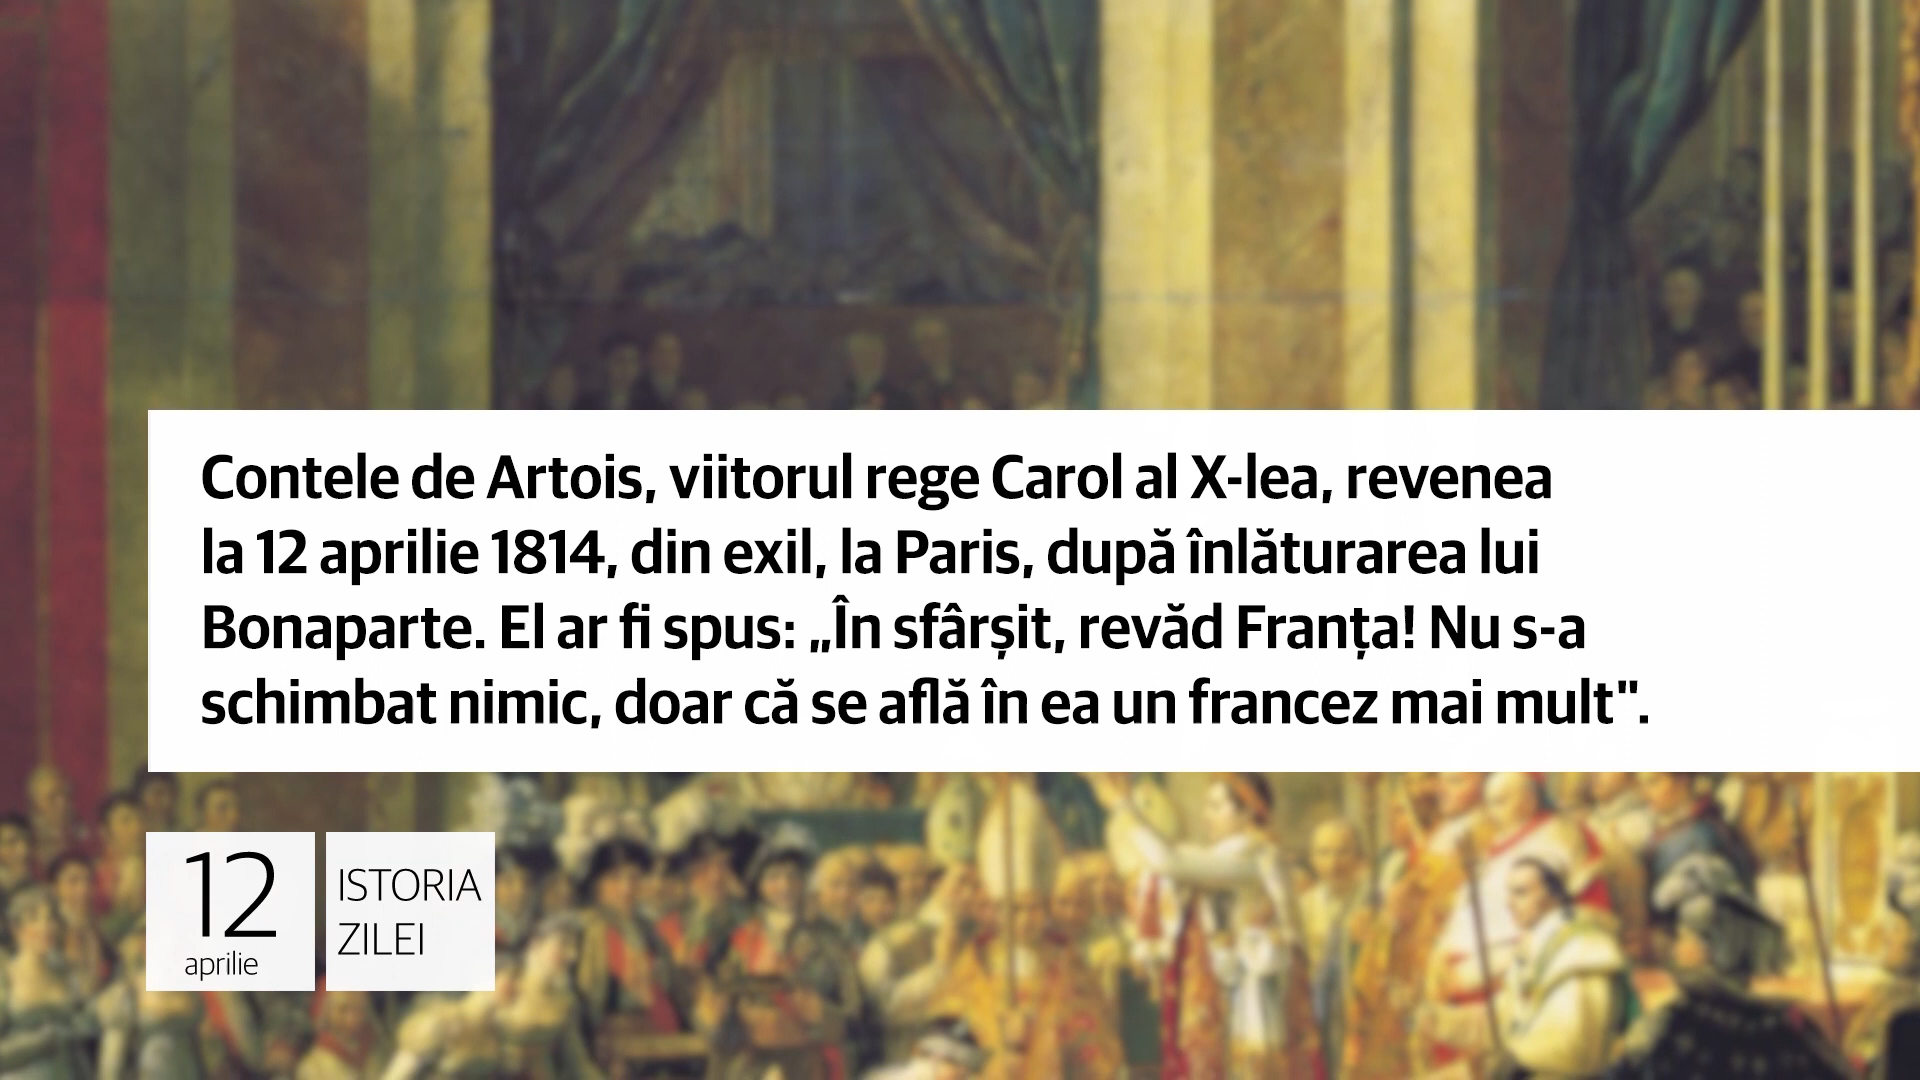 Contele de Artois, viitorul rege Carol al X-lea, revenea
la 12 aprilie 1814, din exil, la Paris, după înlăturarea lui
Bonaparte. El ar fi spus: „În sfârșit, revăd Franța! Nu s-a
schimbat nimic, doar că se află în ea un francez mai mult".
12
aprilie
ISTORIA
ZILEI